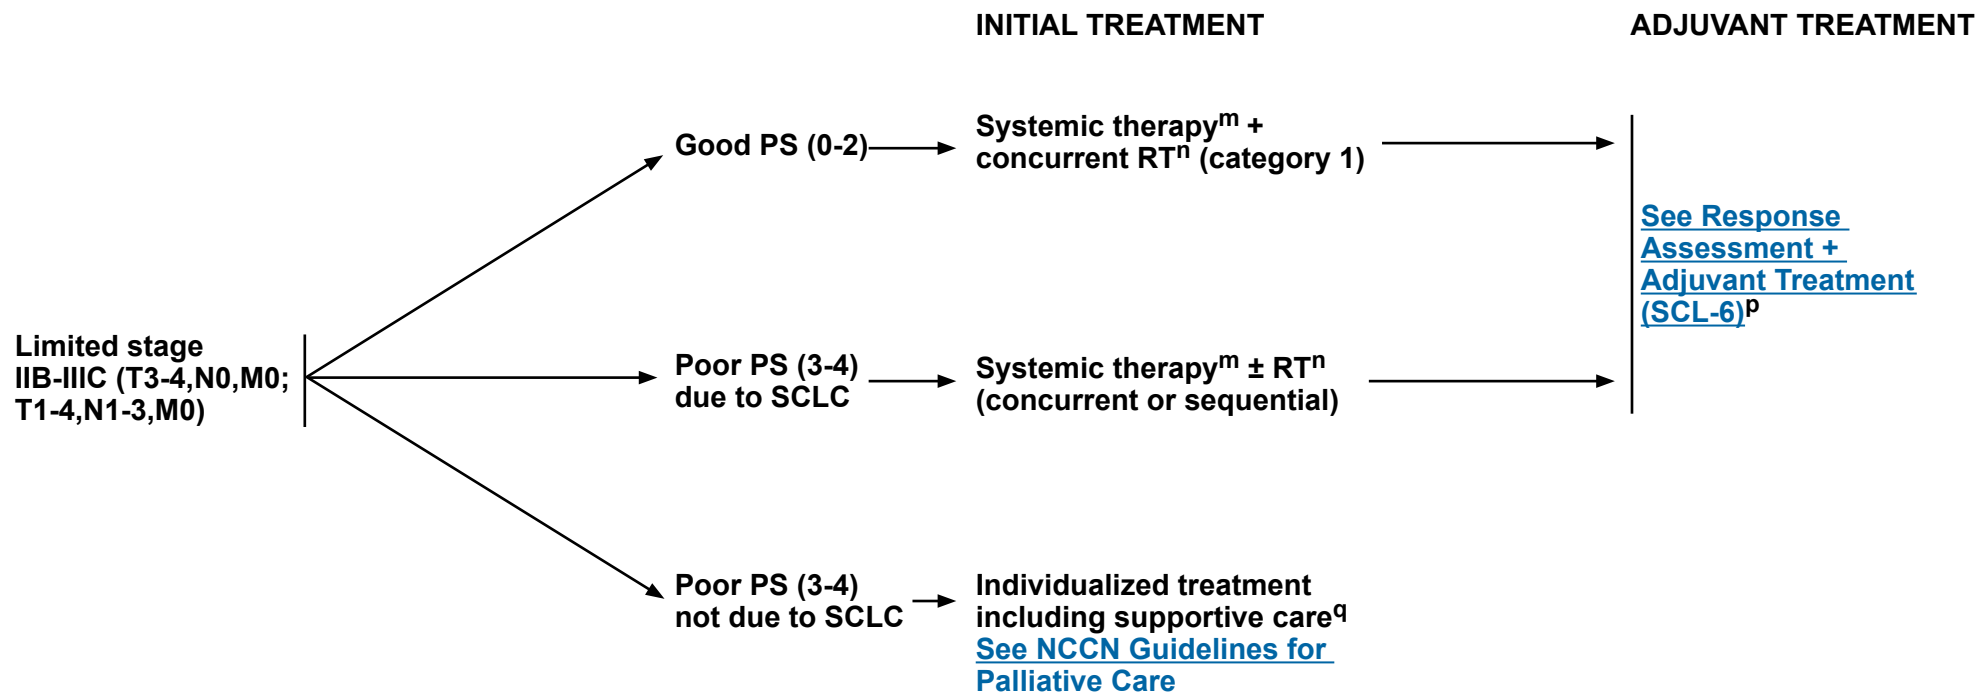 INITIAL TREATMENT
ADJUVANT TREATMENT
Good PS (0-2)
Systemic therapyᵐ +
concurrent RTⁿ (category 1)
See Response
Assessment +
Adjuvant Treatment
(SCL-6)ᵖ
Limited stage
IIB-IIIC (T3-4,N0,M0;
T1-4,N1-3,M0)
Poor PS (3-4)
due to SCLC
Systemic therapyᵐ ± RTⁿ
(concurrent or sequential)
Poor PS (3-4)
not due to SCLC
Individualized treatment
including supportive care^q
See NCCN Guidelines for
Palliative Care